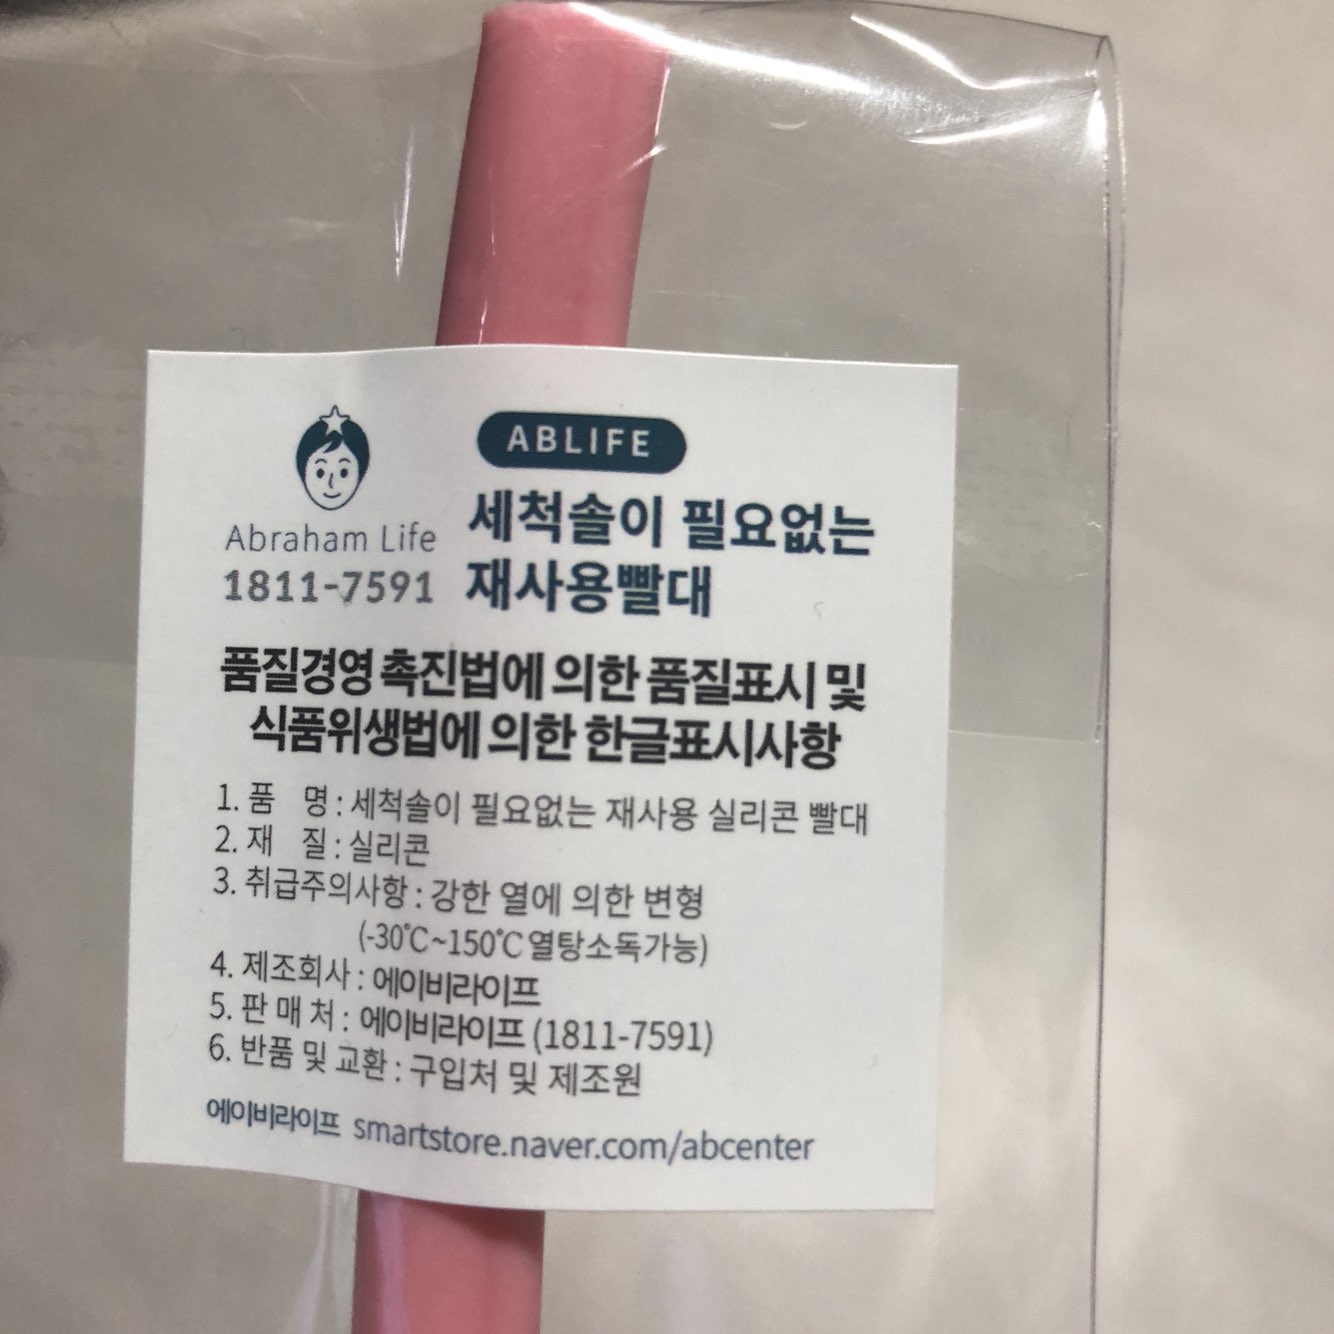 ABLIFE
Abraham Life
1811-7591
세척솔이 필요없는
재사용빨대
품질경영 촉진법에 의한 품질표시 및
식품위생법에 의한 한글표시사항
1. 품 명 : 세척솔이 필요없는 재사용 실리콘 빨대
2. 재 질 : 실리콘
3. 취급주의사항 : 강한 열에 의한 변형
(-30℃~150℃ 열탕소독가능)
4. 제조회사 : 에이비라이프
5. 판 매 처 : 에이비라이프 (1811-7591)
6. 반품 및 교환 : 구입처 및 제조원
에이비라이프 smartstore.naver.com/abcenter